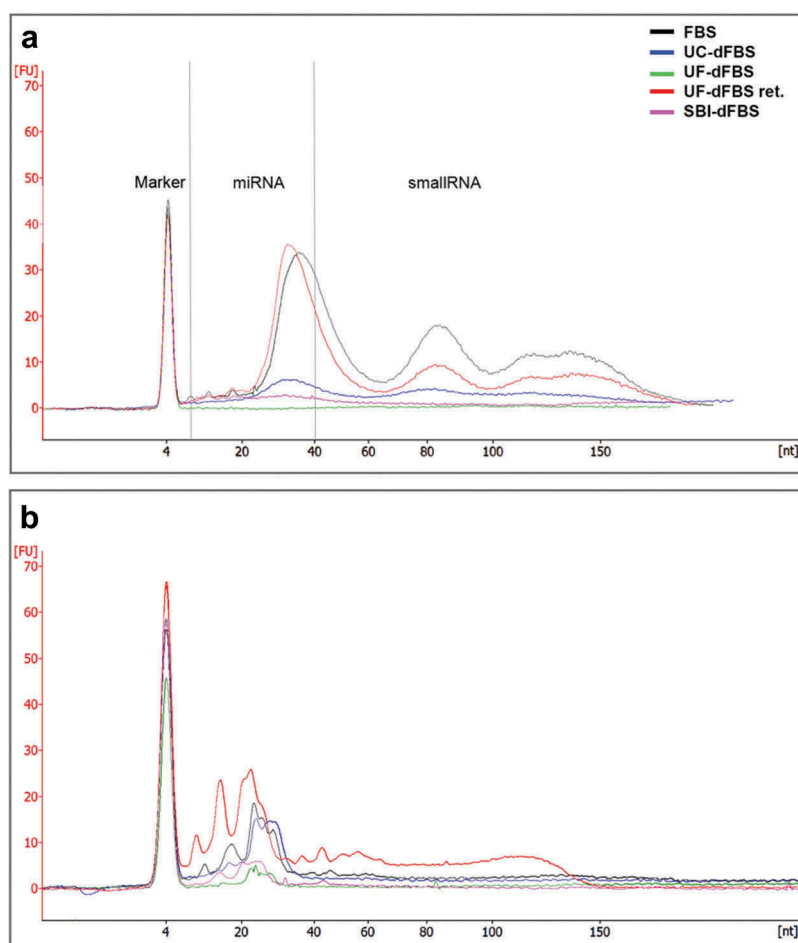 a
FBS
UC-dFBS
UF-dFBS
UF-dFBS ret.
SBI-dFBS
[FU]
70
60
50
40
30
20
10
0
Marker
miRNA
smallRNA
4 20 40 60 80 100 150 [nt]
b
[FU]
70
60
50
40
30
20
10
0
4 20 40 60 80 100 150 [nt]